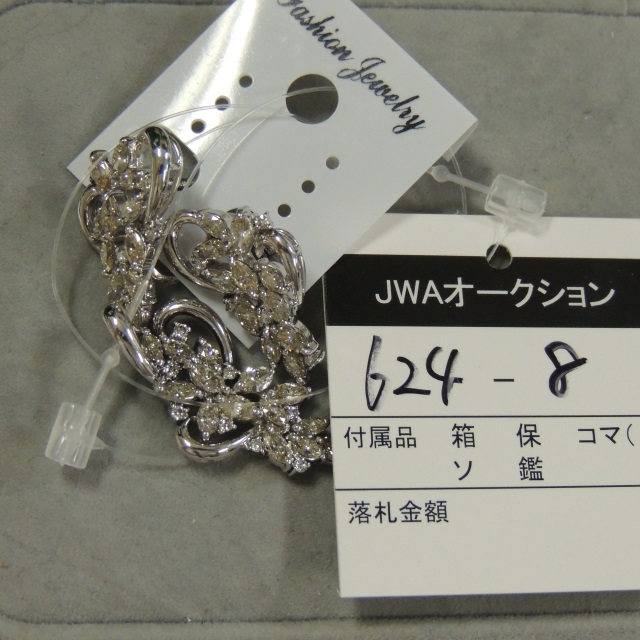 Fashion Jewelry
JWAオークション
624-8
付属品 箱 保 コマ(
ソ 鑑
落札金額